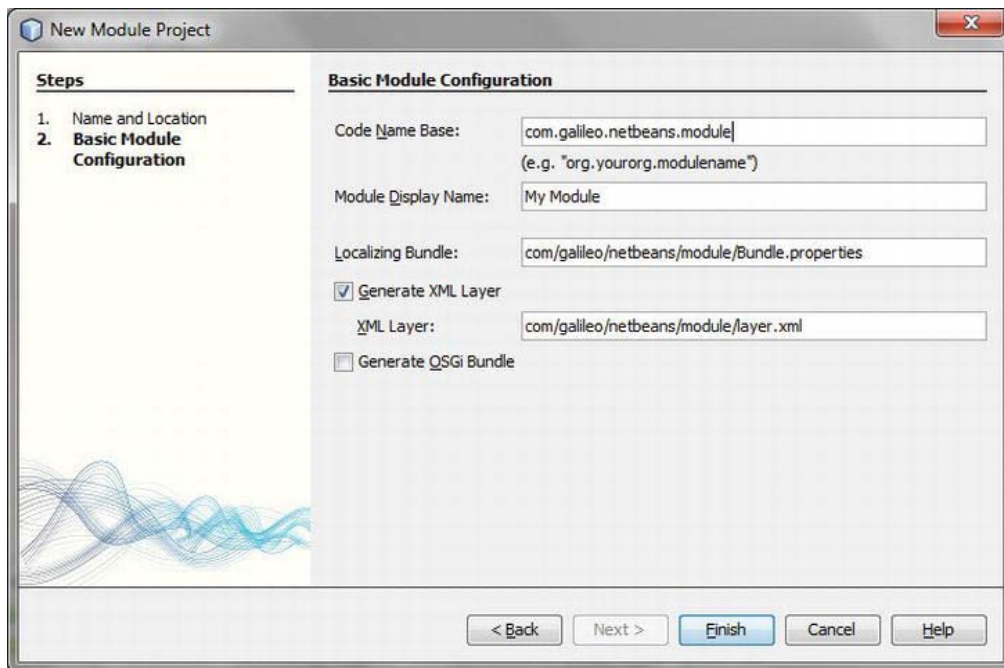 New Module Project
Steps
1. Name and Location
2. Basic Module
Configuration
Basic Module Configuration
Code Name Base: com.galileo.netbeans.module
(e.g. "org.yourorg.modulename")
Module Display Name: My Module
Localizing Bundle: com/galileo/netbeans/module/Bundle.properties
Generate XML Layer
XML Layer: com/galileo/netbeans/module/layer.xml
Generate OSGi Bundle
< Back Next > Finish Cancel Help